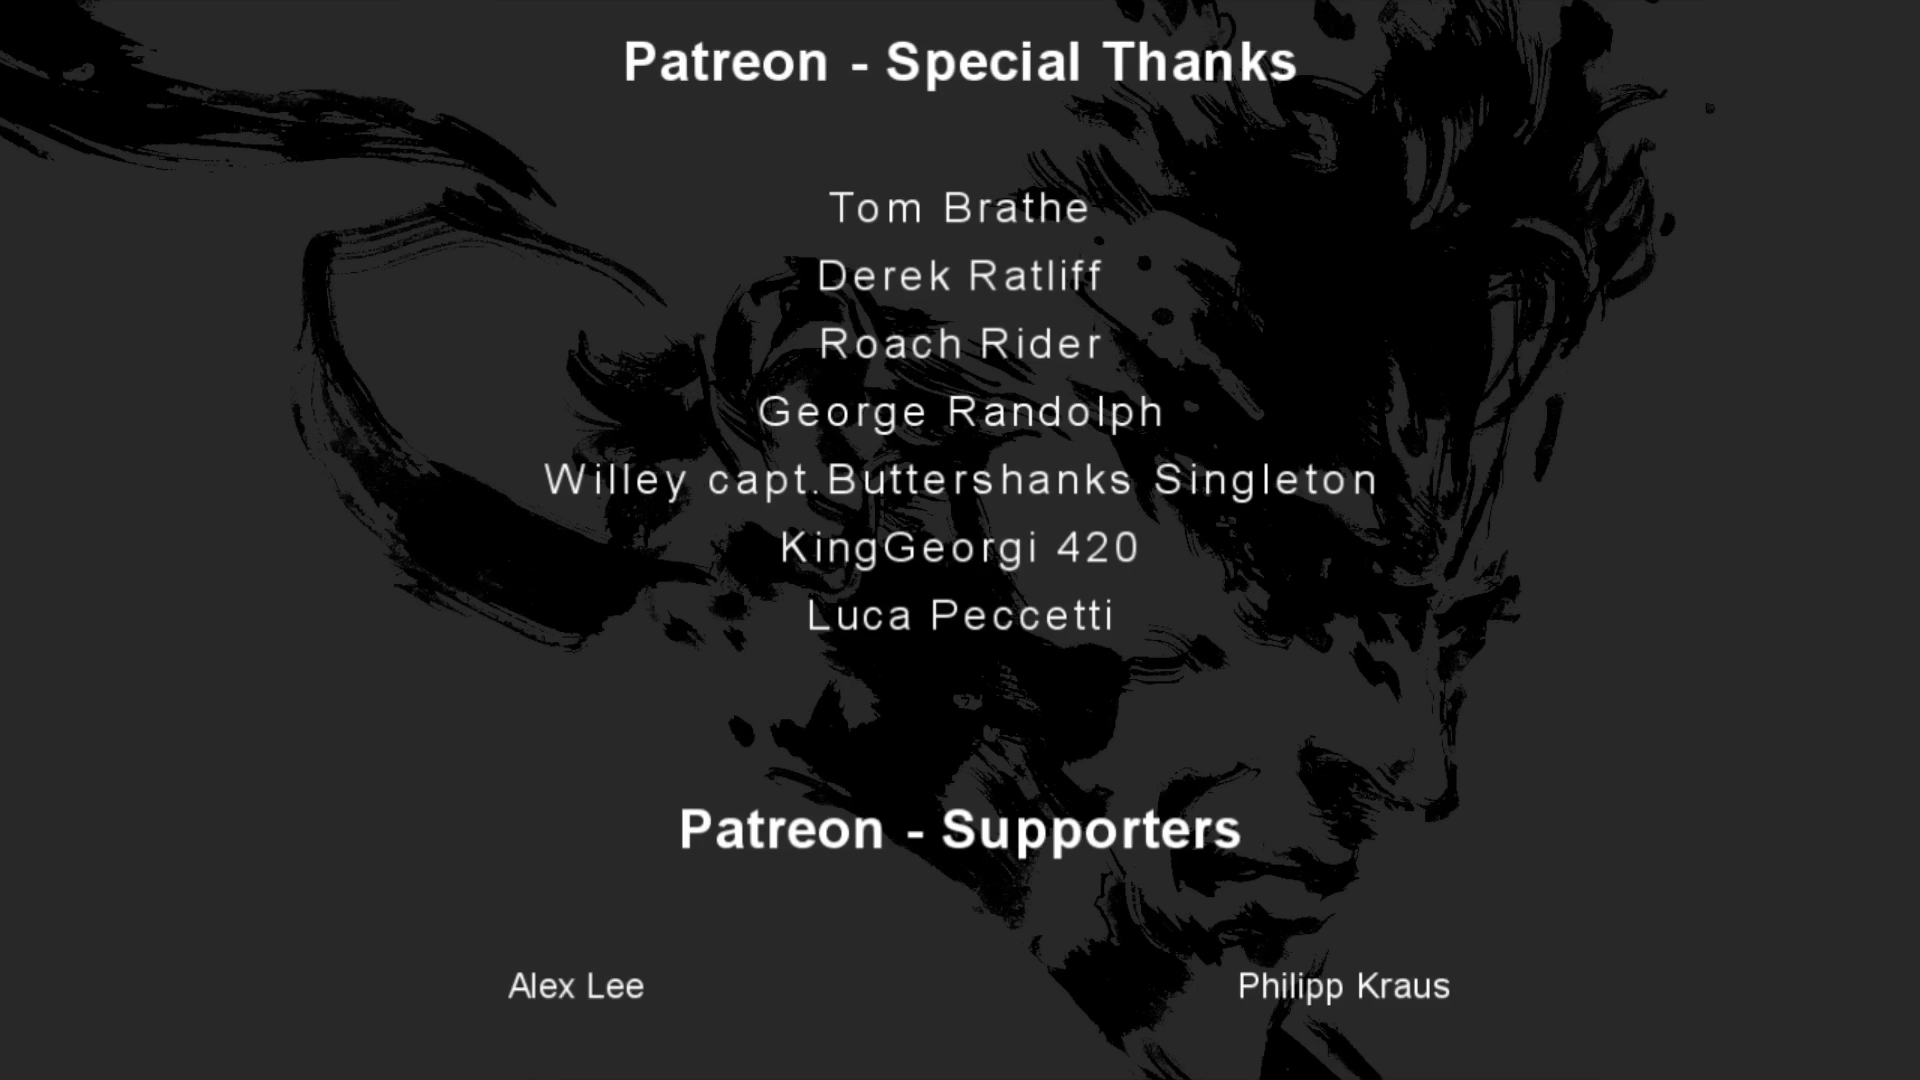 Patreon - Special Thanks
Tom Brathe
Derek Ratliff
Roach Rider
George Randolph
Willey capt.Buttershanks Singleton
KingGeorgi 420
Luca Peccetti
Patreon - Supporters
Alex Lee
Philipp Kraus